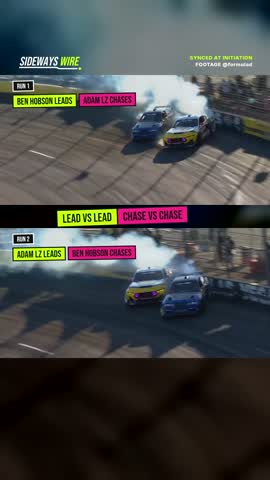 SIDEWAYS WIRE
SYNCED AT INITIATION
FOOTAGE @formulad
RUN 1
BEN HOBSON LEADS ADAM LZ CHASES
LEAD VS LEAD CHASE VS CHASE
RUN 2
ADAM LZ LEADS BEN HOBSON CHASES